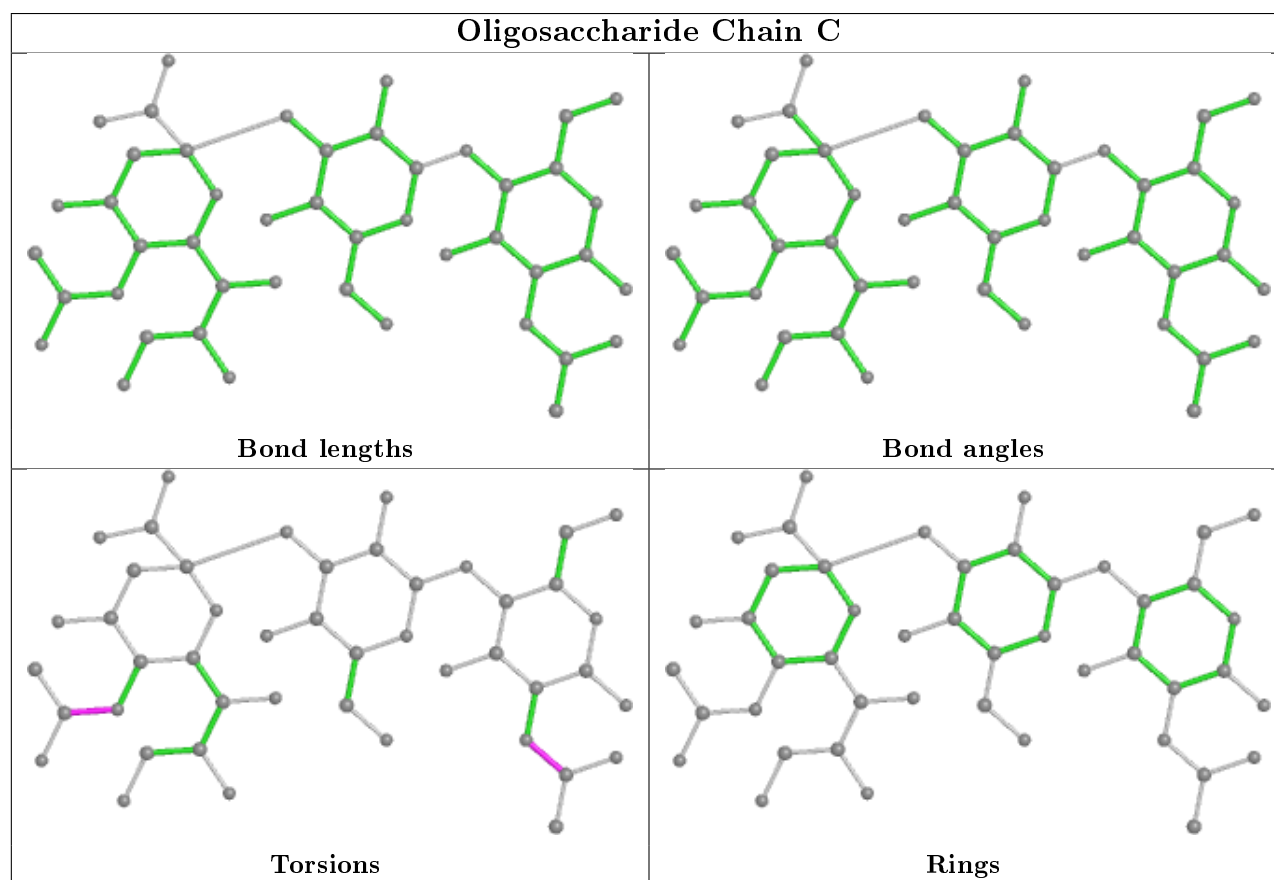 Oligosaccharide Chain C
Bond lengths
Bond angles
Torsions
Rings